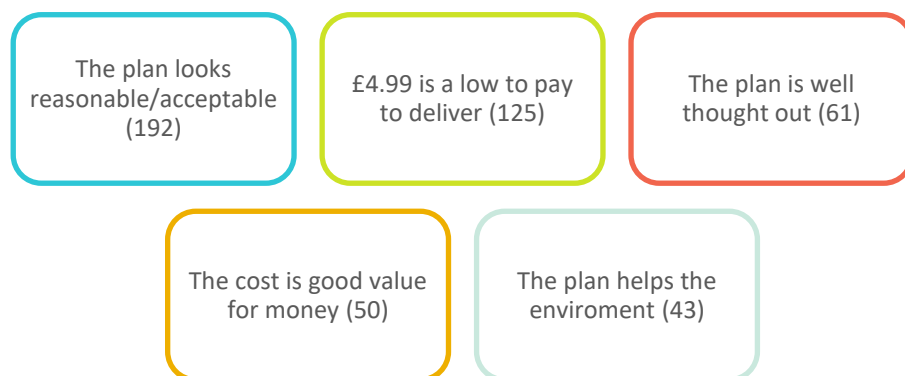 The plan looks
reasonable/acceptable
(192)
£4.99 is a low to pay
to deliver (125)
The plan is well
thought out (61)
The cost is good value
for money (50)
The plan helps the
enviroment (43)